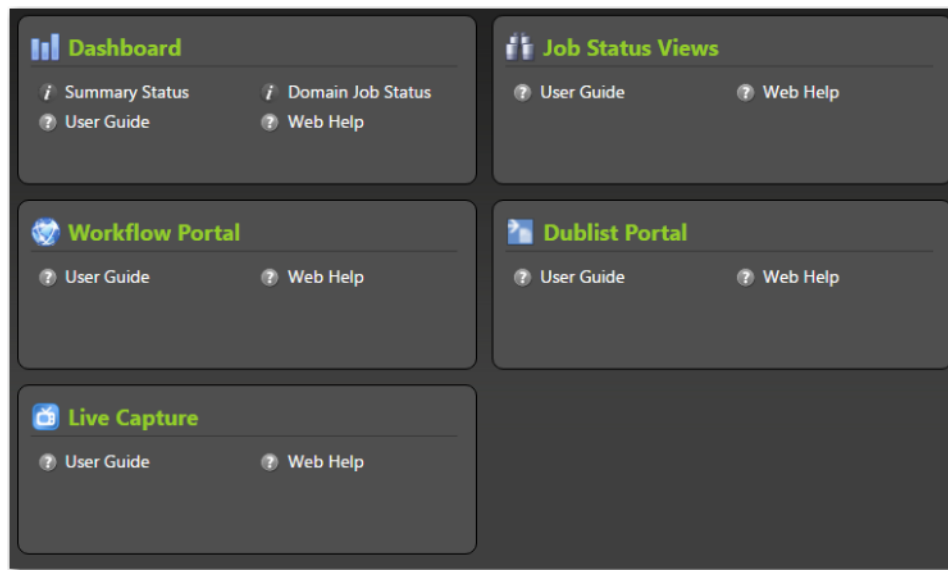 Dashboard
Summary Status
Domain Job Status
User Guide
Web Help
Job Status Views
User Guide
Web Help
Workflow Portal
User Guide
Web Help
Dublist Portal
User Guide
Web Help
Live Capture
User Guide
Web Help